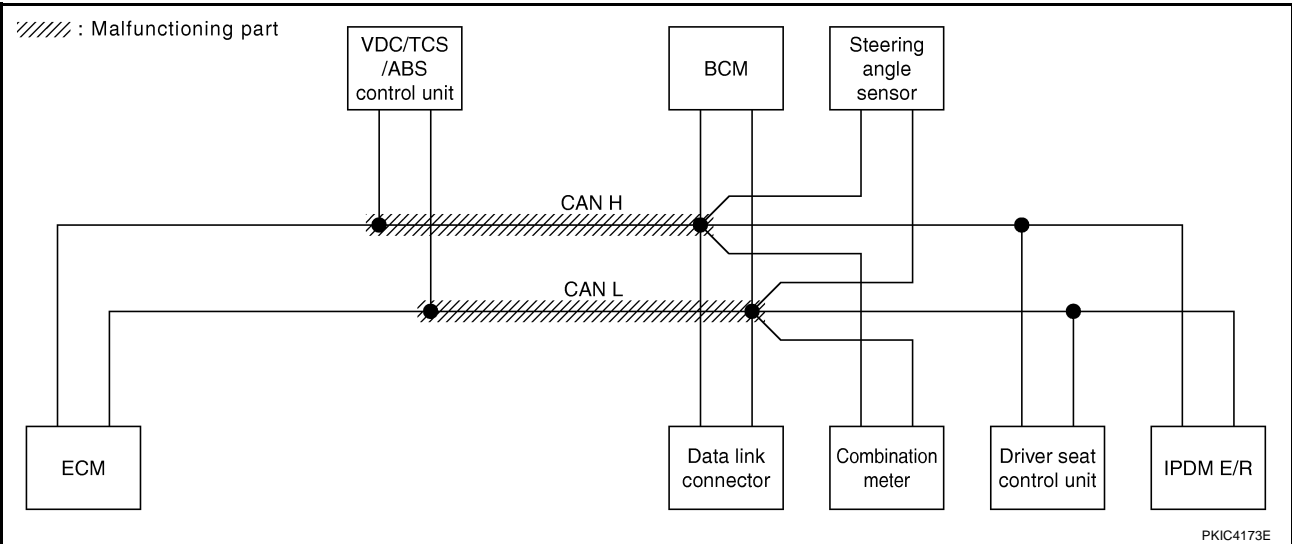 : Malfunctioning part
VDC/TCS
/ABS
control unit
BCM
Steering
angle
sensor
CAN H
CAN L
ECM
Data link
connector
Combination
meter
Driver seat
control unit
IPDM E/R
PKIC4173E